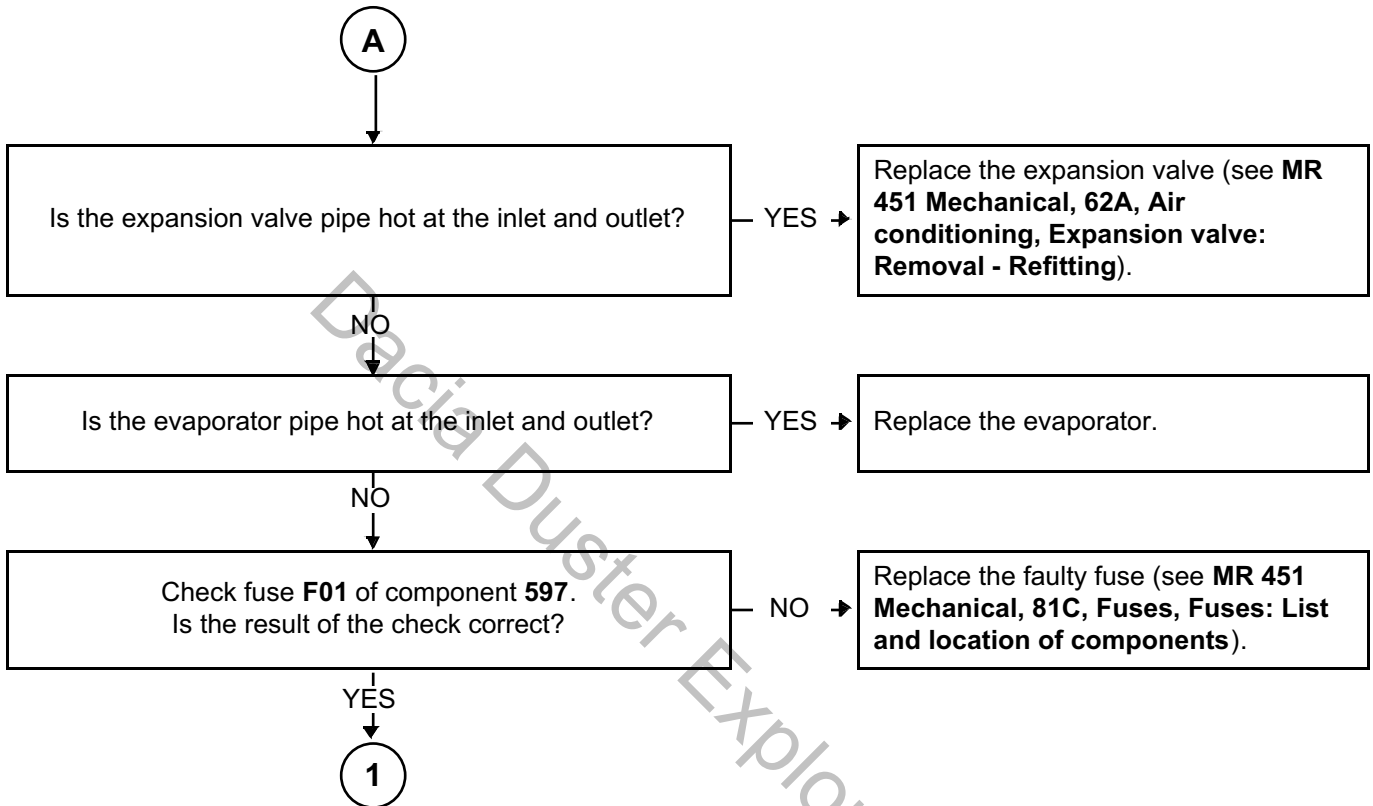 A
Is the expansion valve pipe hot at the inlet and outlet?
YES
Replace the expansion valve (see MR
451 Mechanical, 62A, Air
conditioning, Expansion valve:
Removal - Refitting).
NO
Is the evaporator pipe hot at the inlet and outlet?
YES
Replace the evaporator.
NO
Check fuse F01 of component 597.
Is the result of the check correct?
NO
Replace the faulty fuse (see MR 451
Mechanical, 81C, Fuses, Fuses: List
and location of components).
YES
1
Dacia Duster Explo